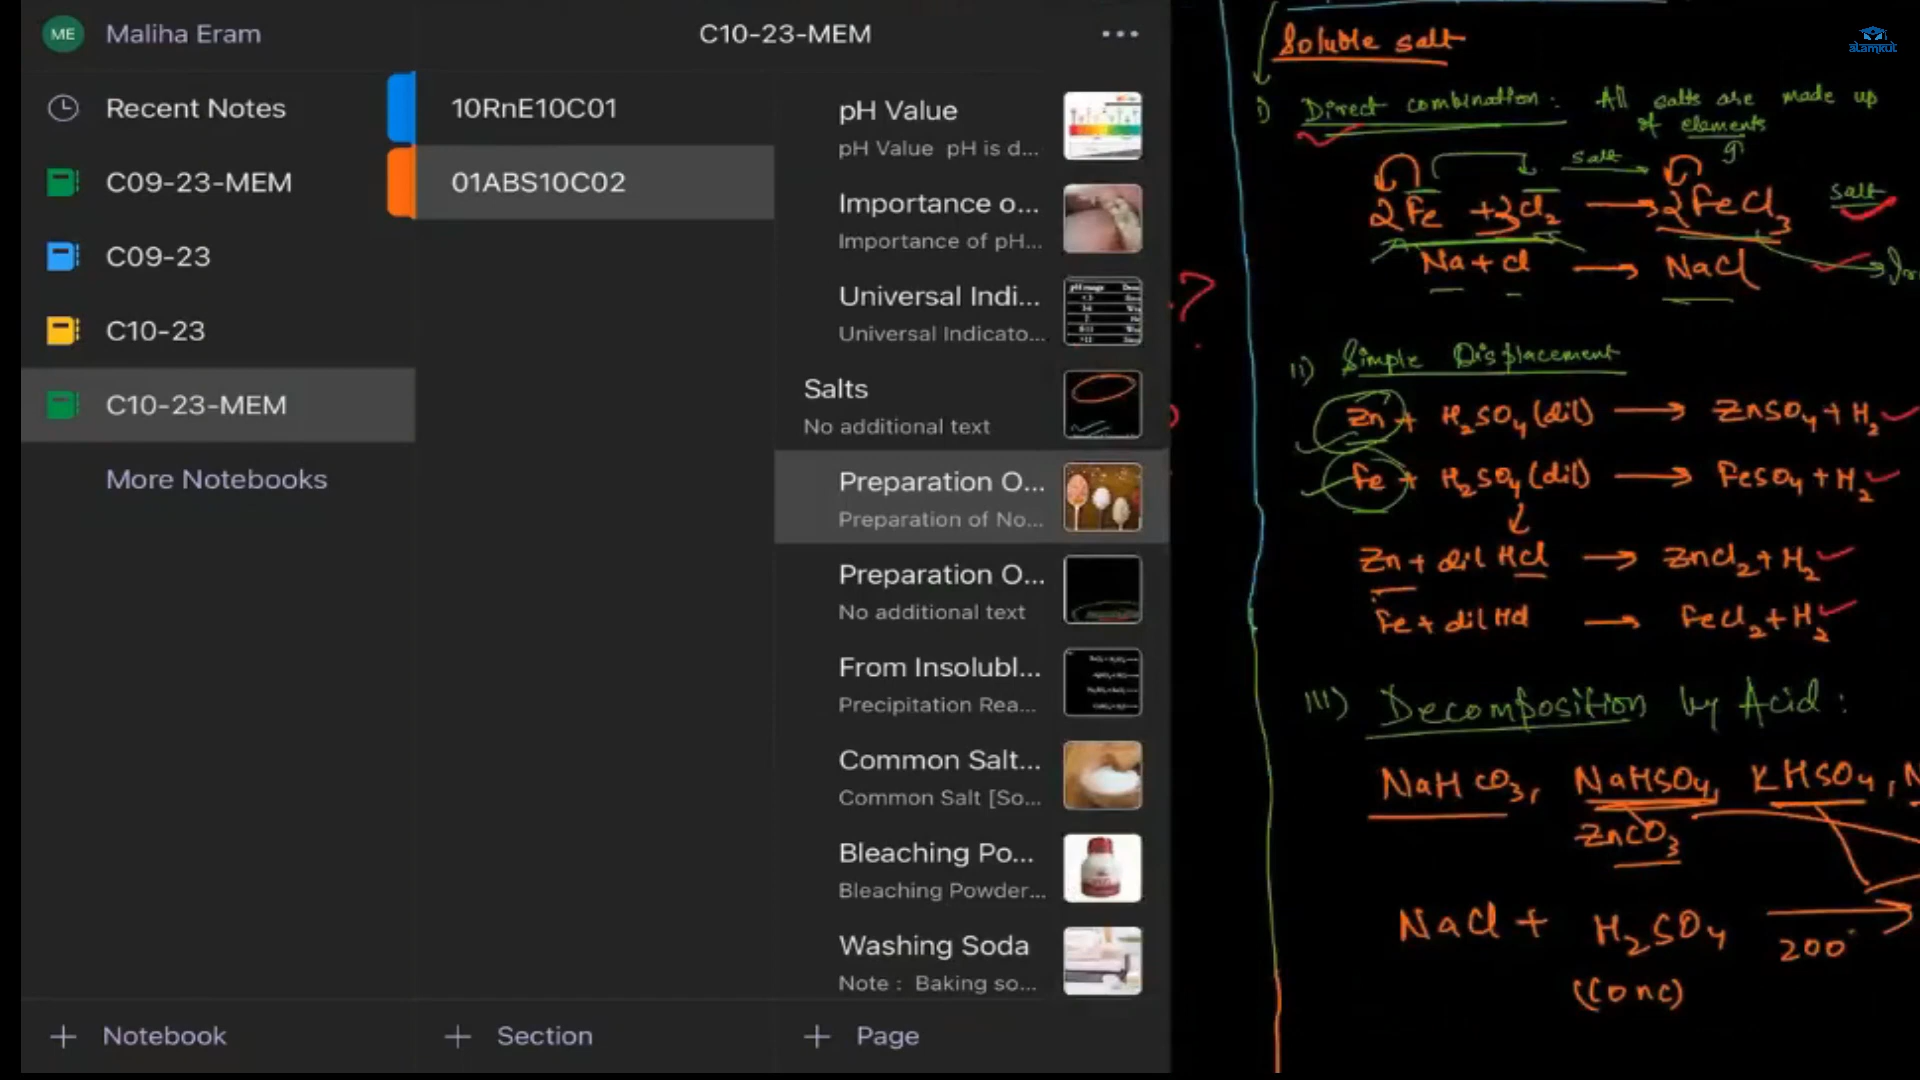 ME Maliha Eram
Recent Notes
C09-23-MEM
C09-23
C10-23
C10-23-MEM
More Notebooks
+ Notebook
10RnE10C01
01ABS10C02
+ Section
C10-23-MEM
pH Value
pH Value pH is d...
Importance o...
Importance of pH...
Universal Indi...
Universal Indicato...
Salts
No additional text
Preparation O...
Preparation of No...
Preparation O...
No additional text
From Insolubl...
Precipitation Rea...
Common Salt...
Common Salt [So...
Bleaching Po...
Bleaching Powder...
Washing Soda
Note : Baking so...
+ Page
?
alamkut
Soluble salt
i) Direct combination : All salts are made up
of elements
salt
2Fe + 3Cl₂ → 2FeCl₃ salt
Na + Cl → NaCl
ii) Simple Displacement
Zn + H₂SO₄ (dil) → ZnSO₄ + H₂
Fe + H₂SO₄ (dil) → FeSO₄ + H₂
Zn + dil HCl → ZnCl₂ + H₂
Fe + dil HCl → FeCl₂ + H₂
III) Decomposition by Acid :
NaHCO₃, NaHSO₄, KHSO₄,
ZnCO₃
NaCl + H₂SO₄ → 200°
(Conc)